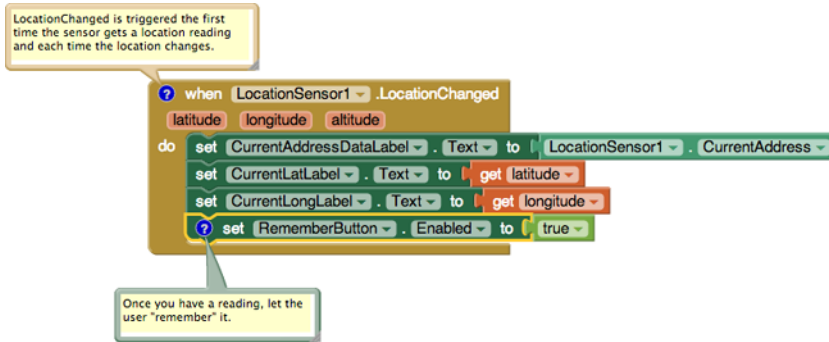 LocationChanged is triggered the first
time the sensor gets a location reading
and each time the location changes.
? when LocationSensor1 .LocationChanged
latitude longitude altitude
do set CurrentAddressDataLabel . Text to LocationSensor1 . CurrentAddress
set CurrentLatLabel . Text to get latitude
set CurrentLongLabel . Text to get longitude
? set RememberButton . Enabled to true
Once you have a reading, let the
user "remember" it.